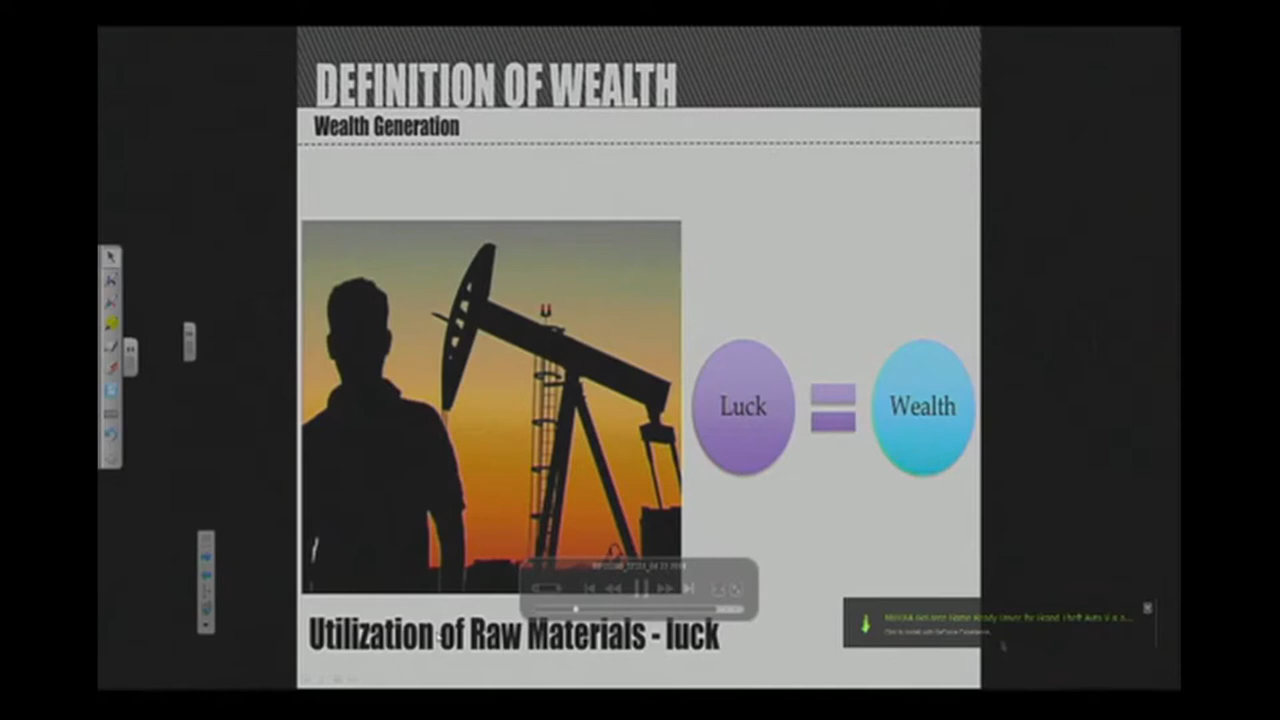 DEFINITION OF WEALTH
Wealth Generation
Luck
Wealth
Utilization of Raw Materials - luck